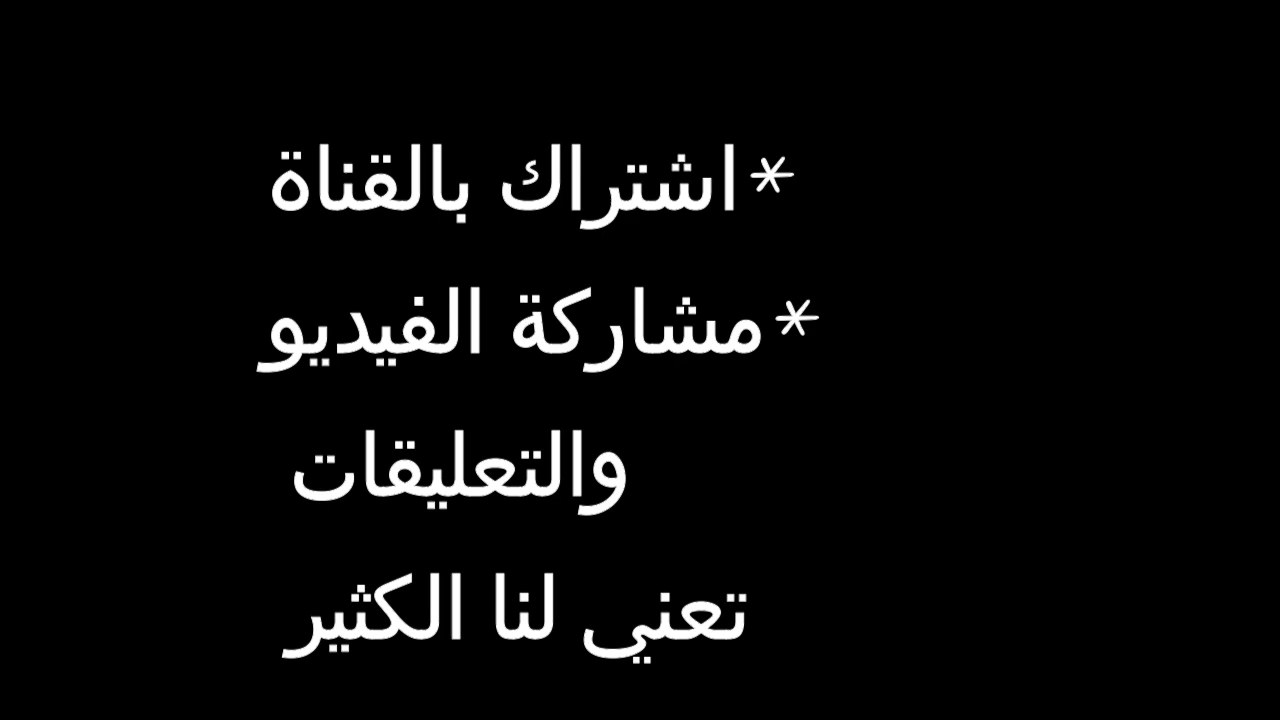 *اشتراك بالقناة
*مشاركة الفيديو
والتعليقات
تعني لنا الكثير